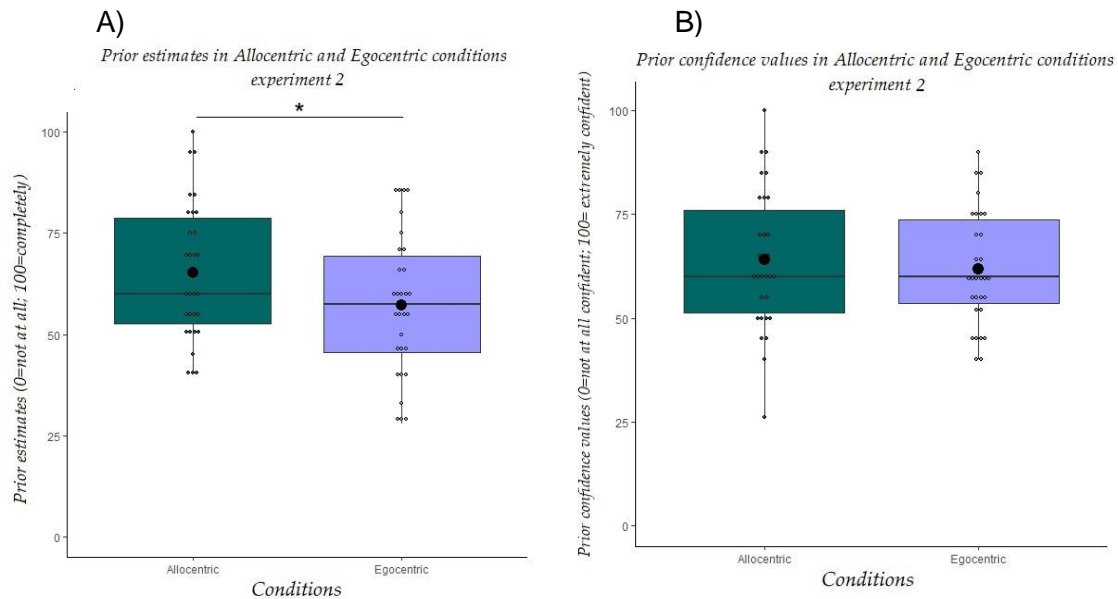 A)
Prior estimates in Allocentric and Egocentric conditions
experiment 2
*
Prior estimates (0=not at all; 100=completely)
100
75
50
25
0
Allocentric
Egocentric
Conditions
B)
Prior confidence values in Allocentric and Egocentric conditions
experiment 2
Prior confidence values (0=not at all confident; 100= extremely confident)
100
75
50
25
0
Allocentric
Egocentric
Conditions